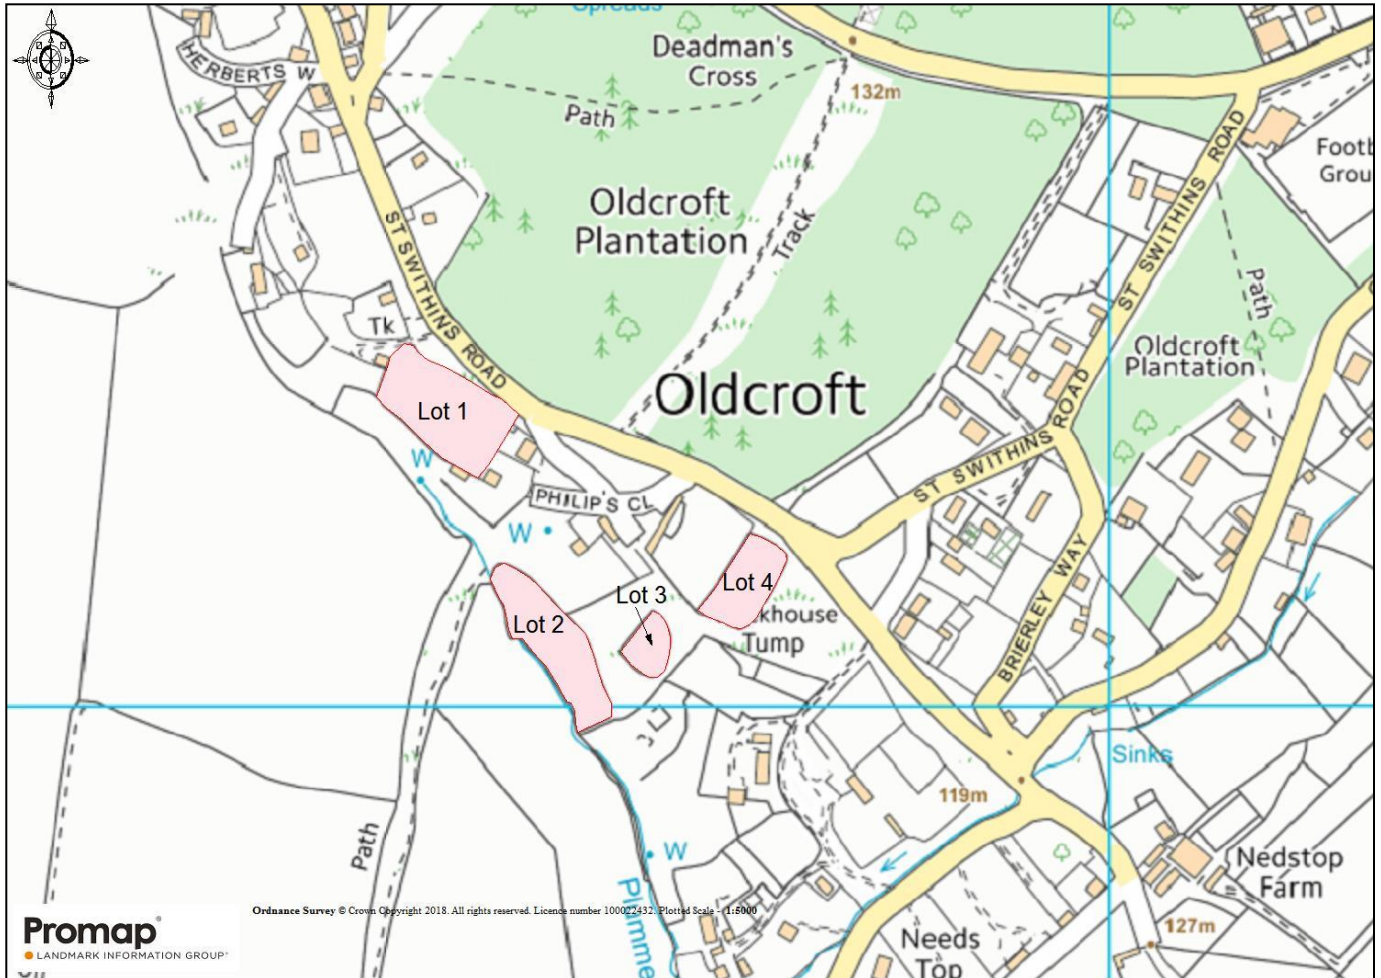 Spreads
HERBERTS W
Deadman's
Cross
132m
Path
Footb
Grou
ST SWITHINS ROAD
Oldcroft
Plantation
Track
ST SWITHINS ROAD
Path
Tk
Oldcroft
Plantation
Oldcroft
Lot 1
W
ST SWITHINS ROAD
PHILIP'S CL
W
Lot 4
Lot 3
Lot 2
khouse
Tump
BRIERLEY WAY
Sinks
119m
Path
W
Nedstop
Farm
Plumme
Ordnance Survey © Crown Copyright 2018. All rights reserved. Licence number 100022432. Plotted Scale - 1:5000
Promap®
LANDMARK INFORMATION GROUP®
127m
Needs
Top